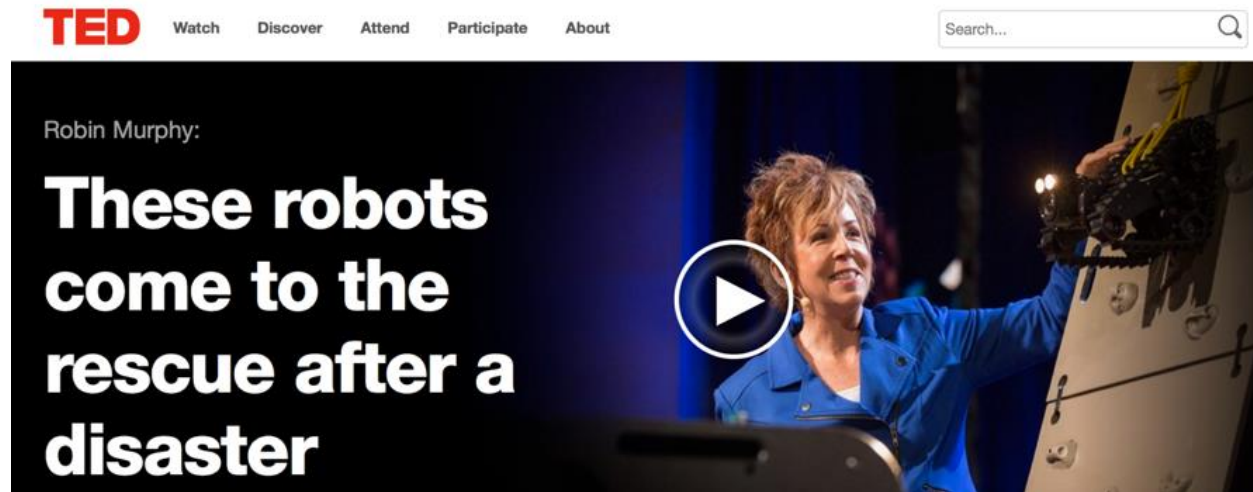 TED Watch Discover Attend Participate About Search...
Robin Murphy:
These robots
come to the
rescue after a
disaster